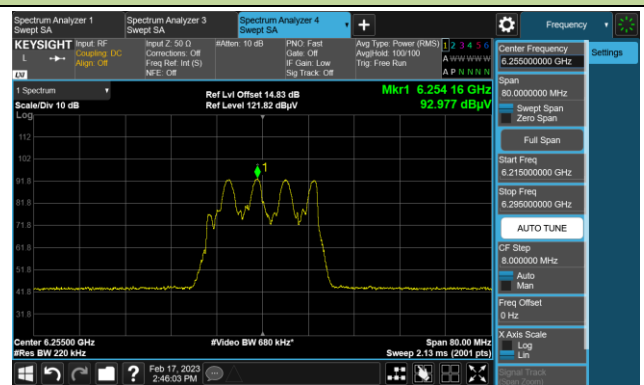 Spectrum Analyzer 1
Swept SA
Spectrum Analyzer 3
Swept SA
Spectrum Analyzer 4
Swept SA
Frequency
KEYSIGHT
L
Input: RF
Coupling: DC
Align: Off
Input Z: 50 Ω
Corrections: Off
Freq Ref: Int (S)
NFE: Off
#Atten: 10 dB
PNO: Fast
Gate: Off
IF Gain: Low
Sig Track: Off
Avg Type: Power (RMS)
Avg|Hold: 100/100
Trig: Free Run
1 2 3 4 5 6
A W W W W W
A P N N N N
LV
1 Spectrum
Scale/Div 10 dB
Log
Ref Lvl Offset 14.83 dB
Ref Level 121.82 dBµV
Mkr1 6.254 16 GHz
92.977 dBµV
1
112
102
91.8
81.8
71.8
61.8
51.8
41.8
31.8
Center 6.25500 GHz
#Res BW 220 kHz
#Video BW 680 kHz*
Span 80.00 MHz
Sweep 2.13 ms (2001 pts)
Feb 17, 2023
2:46:03 PM
Center Frequency
6.255000000 GHz
Settings
Span
80.0000000 MHz
Swept Span
Zero Span
Full Span
Start Freq
6.215000000 GHz
Stop Freq
6.295000000 GHz
AUTO TUNE
CF Step
8.000000 MHz
Auto
Man
Freq Offset
0 Hz
X Axis Scale
Log
Lin
Signal Track
(Span Zoom)